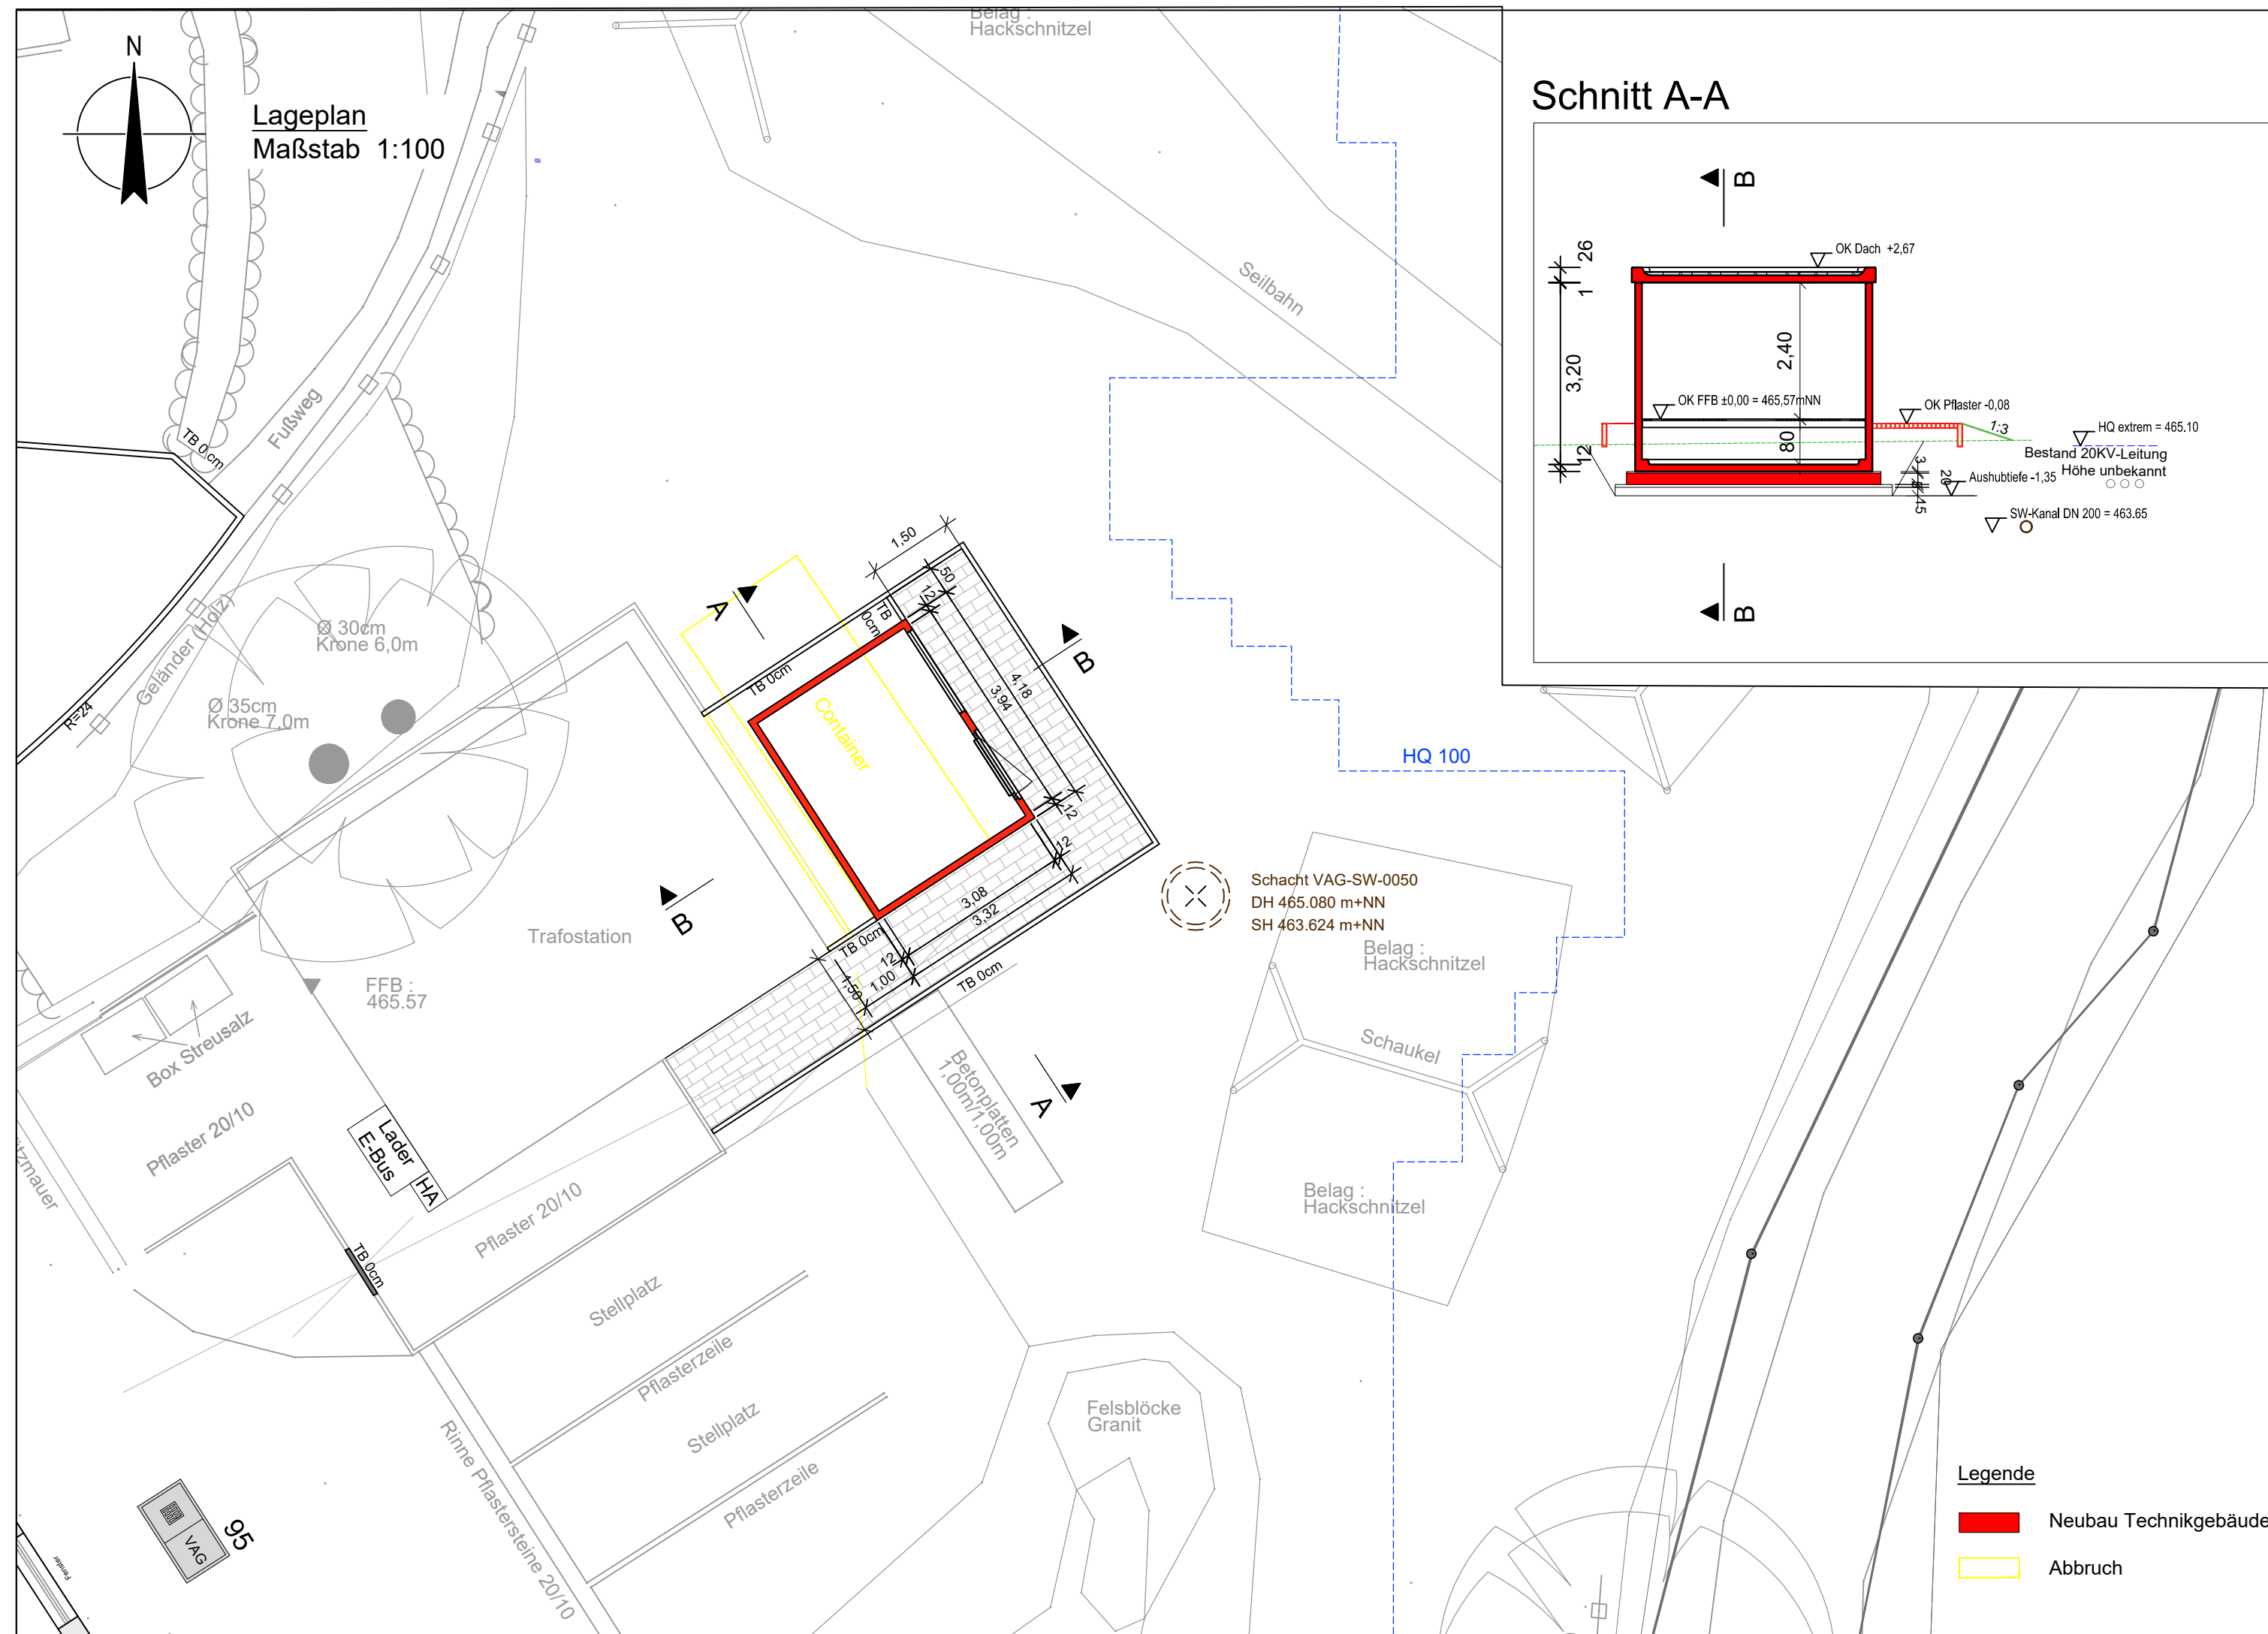 Belag :
Hackschnitzel
N
Lageplan
Maßstab 1:100
Schnitt A-A
B
26
OK Dach +2,67
1
3,20
2,40
OK FFB ±0,00 = 465,57mNN
OK Pflaster -0,08
1:3
HQ extrem = 465.10
12
80
Bestand 20KV-Leitung
Höhe unbekannt
3
20
Aushubtiefe -1,35
15
SW-Kanal DN 200 = 463.65
B
Seilbahn
Fußweg
TB 0 cm
Geländer (Holz)
R=24
Ø 30cm
Krone 6,0m
Ø 35cm
Krone 7,0m
A
1,50
50
12
TB
0cm
TB 0cm
B
4,18
3,94
Container
12
12
HQ 100
3,08
3,32
Schacht VAG-SW-0050
DH 465.080 m+NN
SH 463.624 m+NN
B
Trafostation
TB 0cm
12
1,00
1,50
TB 0cm
Belag :
Hackschnitzel
FFB :
465.57
Box Streusalz
Schaukel
Betonplatten
1,00m/1,00m
A
Pflaster 20/10
Lader
E-Bus
HA
Belag :
Hackschnitzel
Pflaster 20/10
TB 0cm
Stellplatz
Pflasterzeile
Stellplatz
Pflasterzeile
Rinne Pflastersteine 20/10
Felsblöcke
Granit
VAG
95
Fenster
Legende
Neubau Technikgebäude
Abbruch